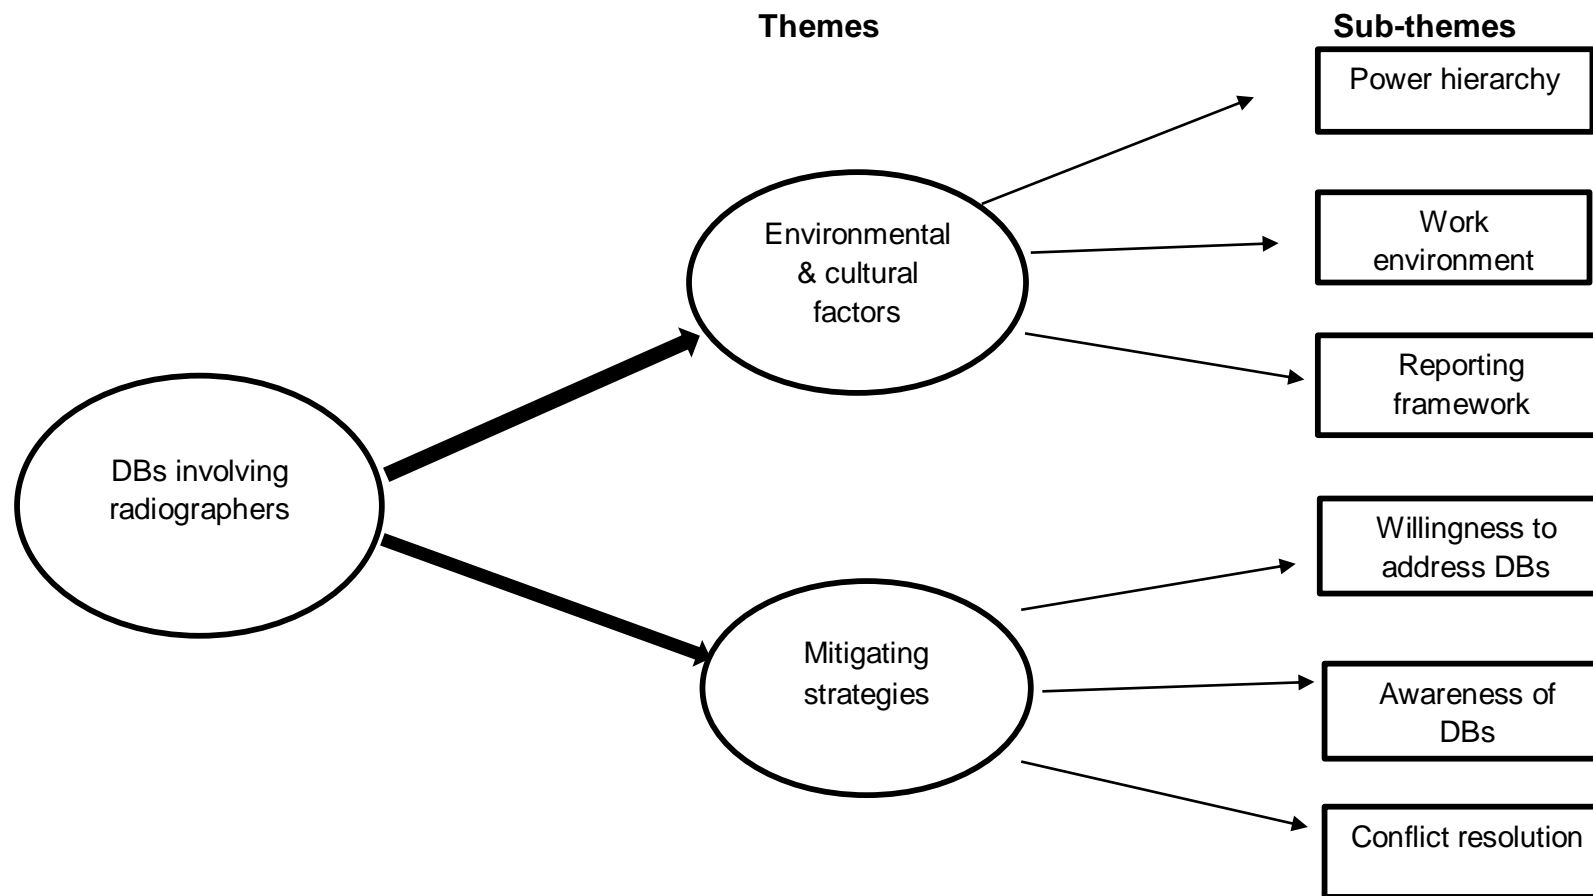 Themes
Sub-themes
Power hierarchy
Environmental
& cultural
factors
Work
environment
Reporting
framework
DBs involving
radiographers
Willingness to
address DBs
Mitigating
strategies
Awareness of
DBs
Conflict resolution